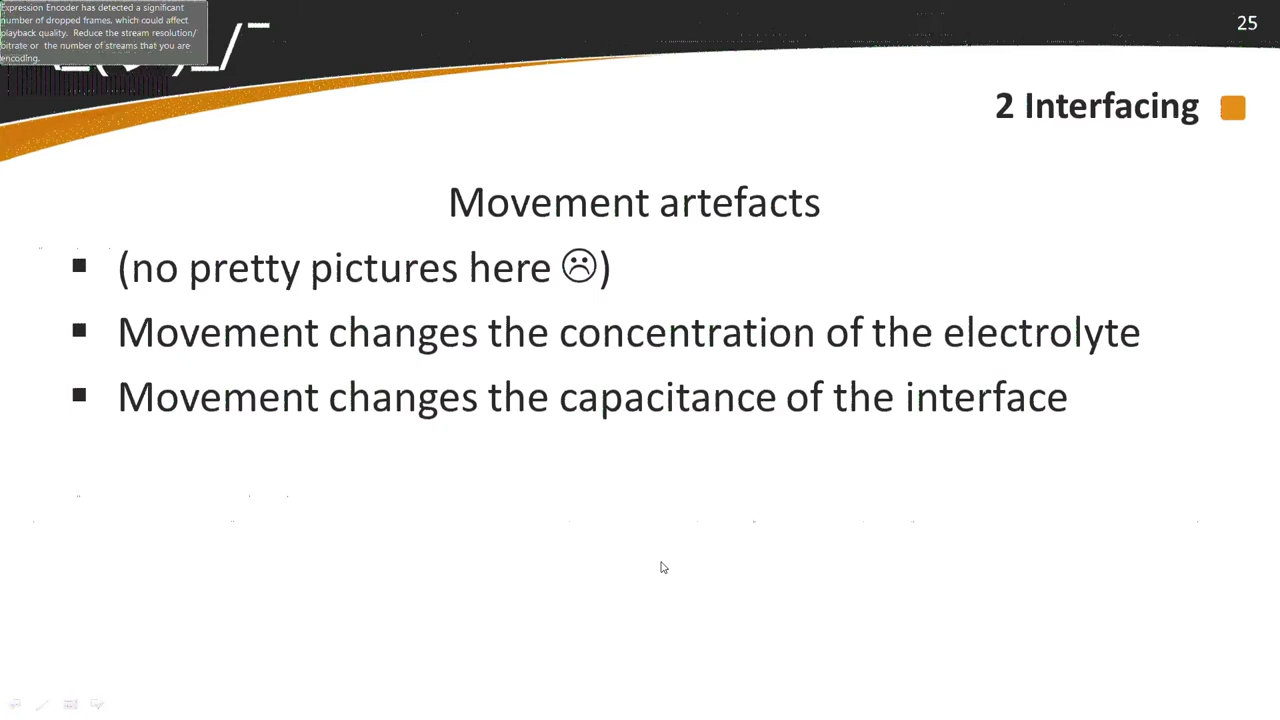 Expression Encoder has detected a significant
number of dropped frames, which could affect
playback quality. Reduce the stream resolution/
bitrate or the number of streams that you are
encoding.
25
2 Interfacing
Movement artefacts
▪ (no pretty pictures here ☹)
▪ Movement changes the concentration of the electrolyte
▪ Movement changes the capacitance of the interface